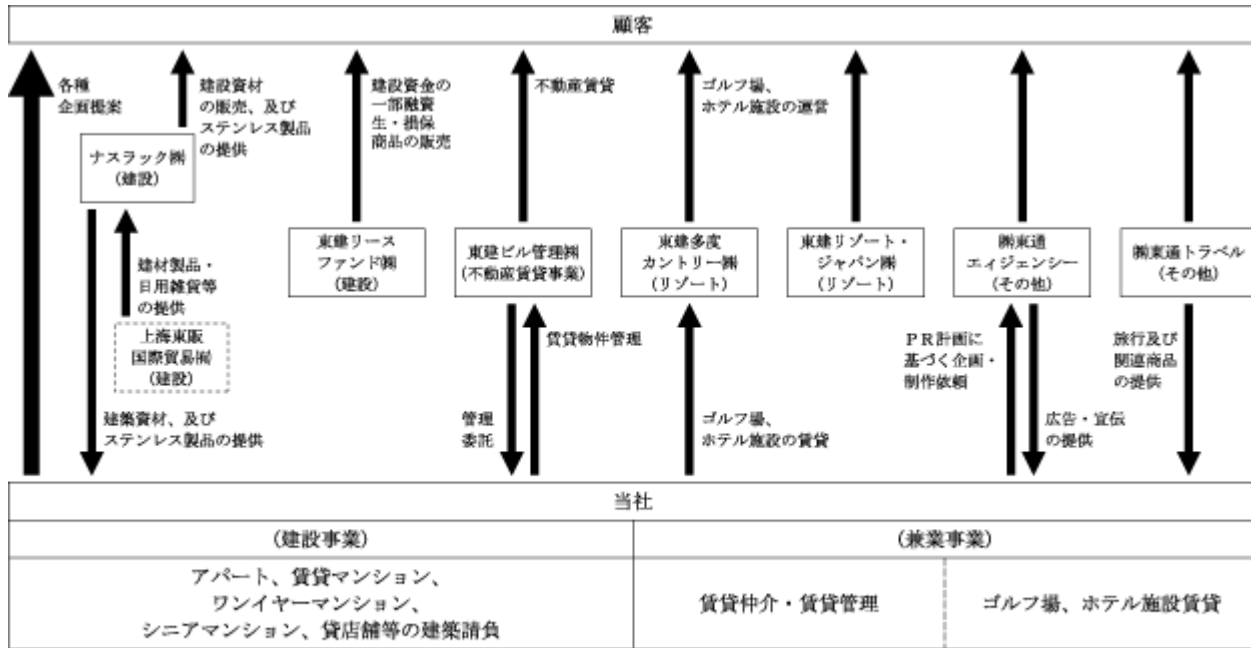 顧客
各種
企画提案
建設資材
の販売、及び
ステンレス製品
の提供
建設資金の
一部融資
生・損保
商品の販売
不動産賃貸
ゴルフ場、
ホテル施設の運営
ナスラック㈱
(建設)
東建リース
ファンド㈱
(建設)
東建ビル管理㈱
(不動産賃貸事業)
東建多度
カントリー㈱
(リゾート)
東建リゾート・
ジャパン㈱
(リゾート)
㈱東通
エィジェンシー
(その他)
㈱東通トラベル
(その他)
建材製品・
日用雑貨等
の提供
上海東販
国際貿易㈲
(建設)
建築資材、及び
ステンレス製品の提供
管理
委託
賃貸物件管理
ゴルフ場、
ホテル施設の賃貸
PR計画に
基づく企画・
制作依頼
広告・宣伝
の提供
旅行及び
関連商品
の提供
当社
(建設事業)
(兼業事業)
アパート、賃貸マンション、
ワンイヤーマンション、
シニアマンション、貸店舗等の建築請負
賃貸仲介・賃貸管理
ゴルフ場、ホテル施設賃貸